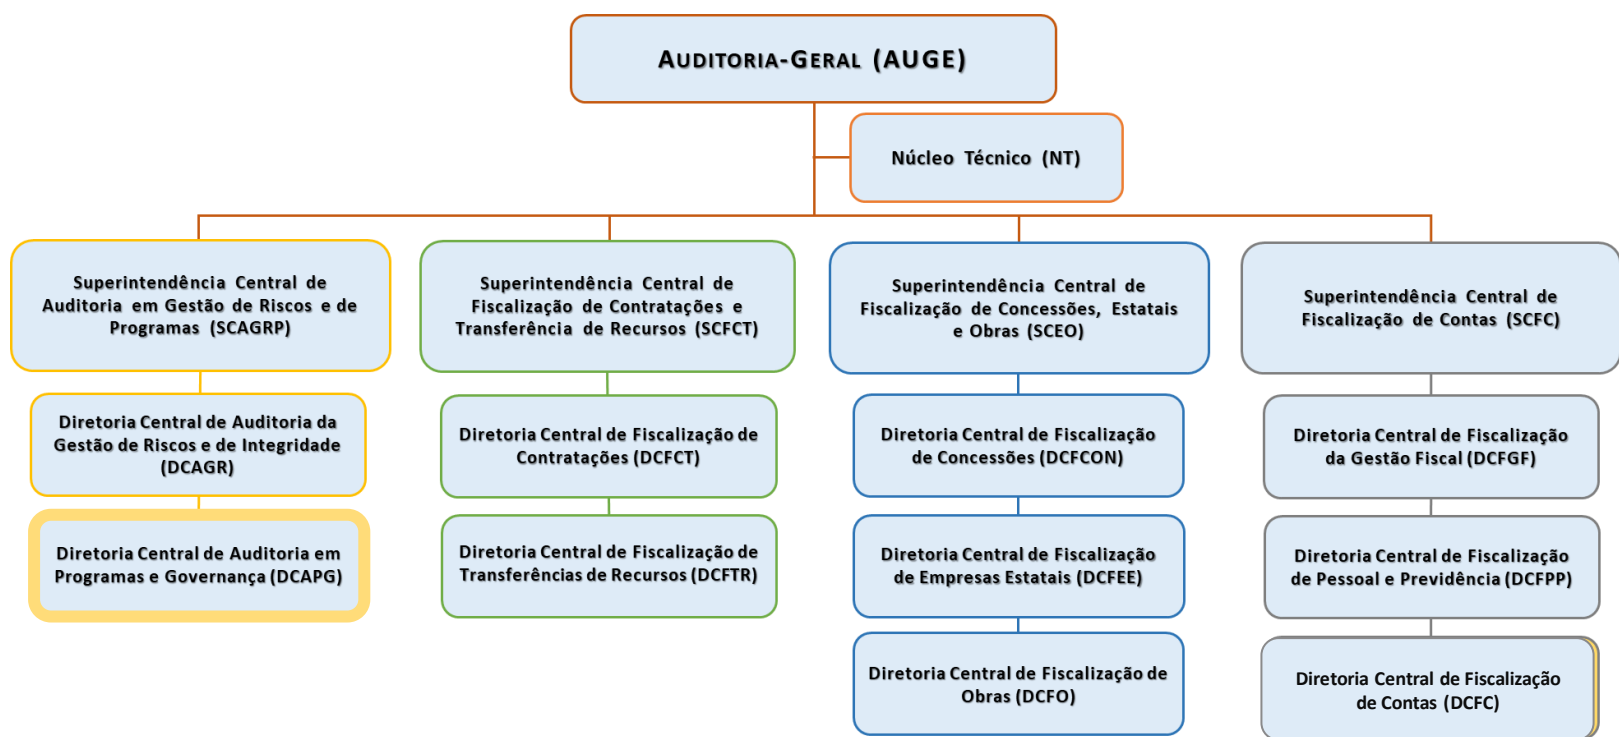 AUDITORIA-GERAL (AUGE)
Núcleo Técnico (NT)
Superintendência Central de
Auditoria em Gestão de Riscos e de
Programas (SCAGRP)
Superintendência Central de
Fiscalização de Contratações e
Transferência de Recursos (SCFCT)
Superintendência Central de
Fiscalização de Concessões, Estatais
e Obras (SCEO)
Superintendência Central de
Fiscalização de Contas (SCFC)
Diretoria Central de Auditoria da
Gestão de Riscos e de Integridade
(DCAGR)
Diretoria Central de Fiscalização de
Contratações (DCFCT)
Diretoria Central de Fiscalização
de Concessões (DCFCON)
Diretoria Central de Fiscalização
da Gestão Fiscal (DCFGF)
Diretoria Central de Auditoria em
Programas e Governança (DCAPG)
Diretoria Central de Fiscalização de
Transferências de Recursos (DCFTR)
Diretoria Central de Fiscalização
de Empresas Estatais (DCFEE)
Diretoria Central de Fiscalização
de Pessoal e Previdência (DCFPP)
Diretoria Central de Fiscalização de
Obras (DCFO)
Diretoria Central de Fiscalização
de Contas (DCFC)